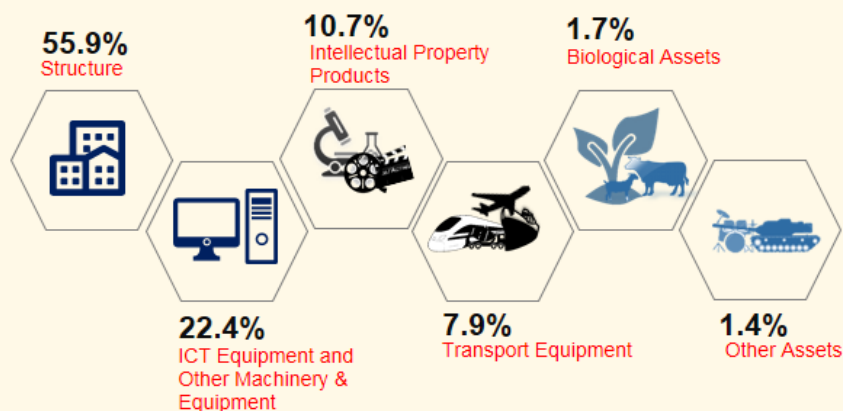 55.9%
Structure
10.7%
Intellectual Property
Products
1.7%
Biological Assets
22.4%
ICT Equipment and
Other Machinery &
Equipment
7.9%
Transport Equipment
1.4%
Other Assets